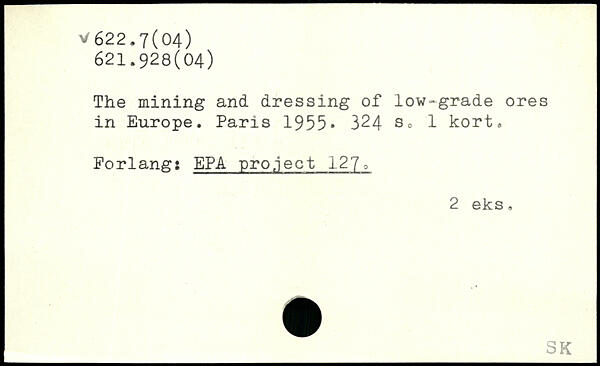 √622.7(04)
621.928(04)
The mining and dressing of low-grade ores
in Europe. Paris 1955. 324 s. 1 kort.
Forlang: EPA project 127.
2 eks.
SK